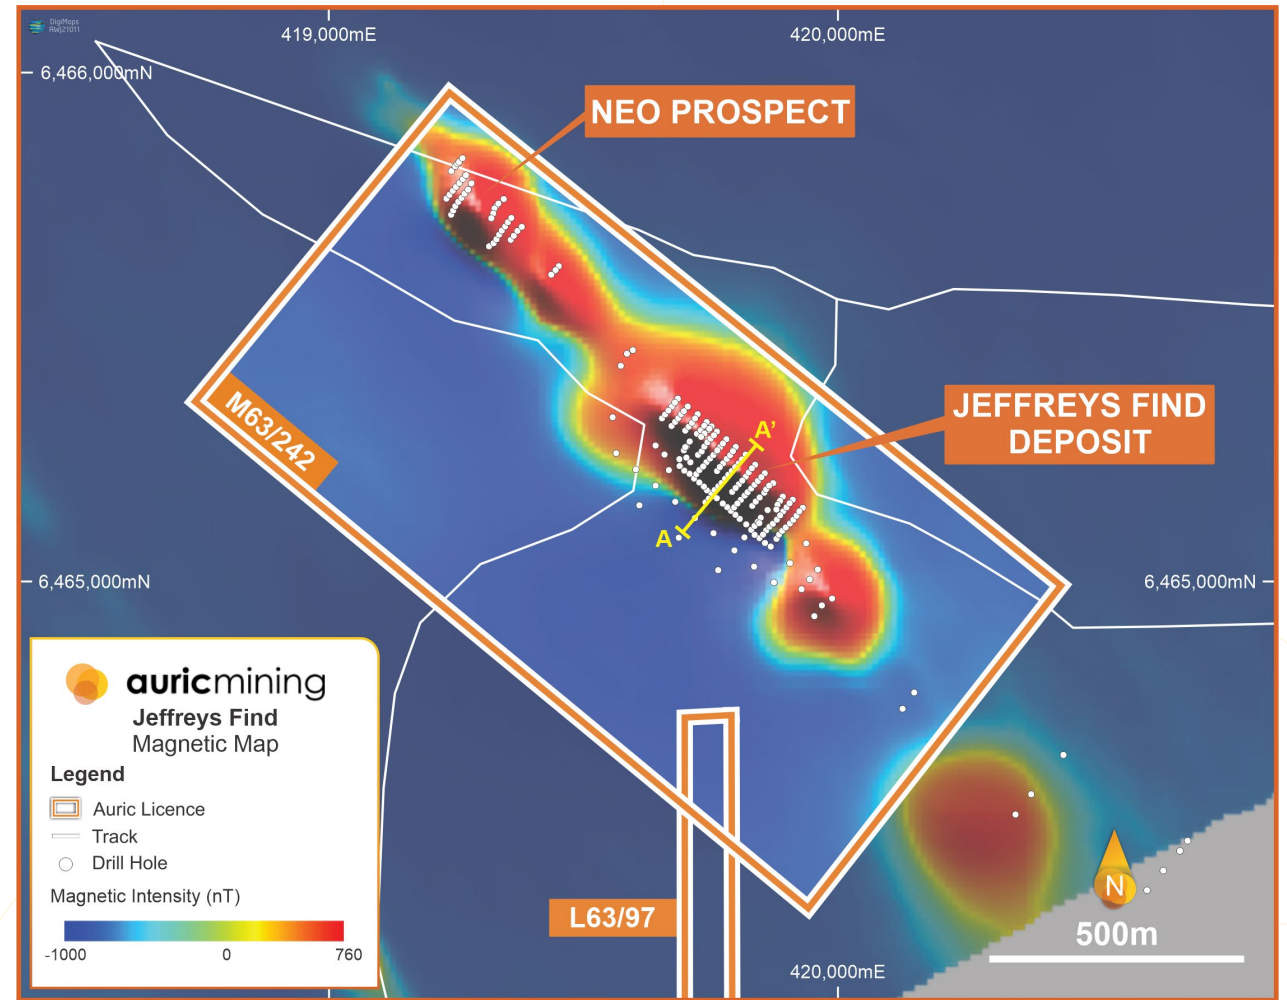 DigiMaps
RWJ21011
419,000mE
420,000mE
6,466,000mN
NEO PROSPECT
JEFFREYS FIND
DEPOSIT
M63/242
A'
A
6,465,000mN
6,465,000mN
auricmining
Jeffreys Find
Magnetic Map
Legend
Auric Licence
Track
Drill Hole
Magnetic Intensity (nT)
-1000
0
760
L63/97
N
500m
420,000mE